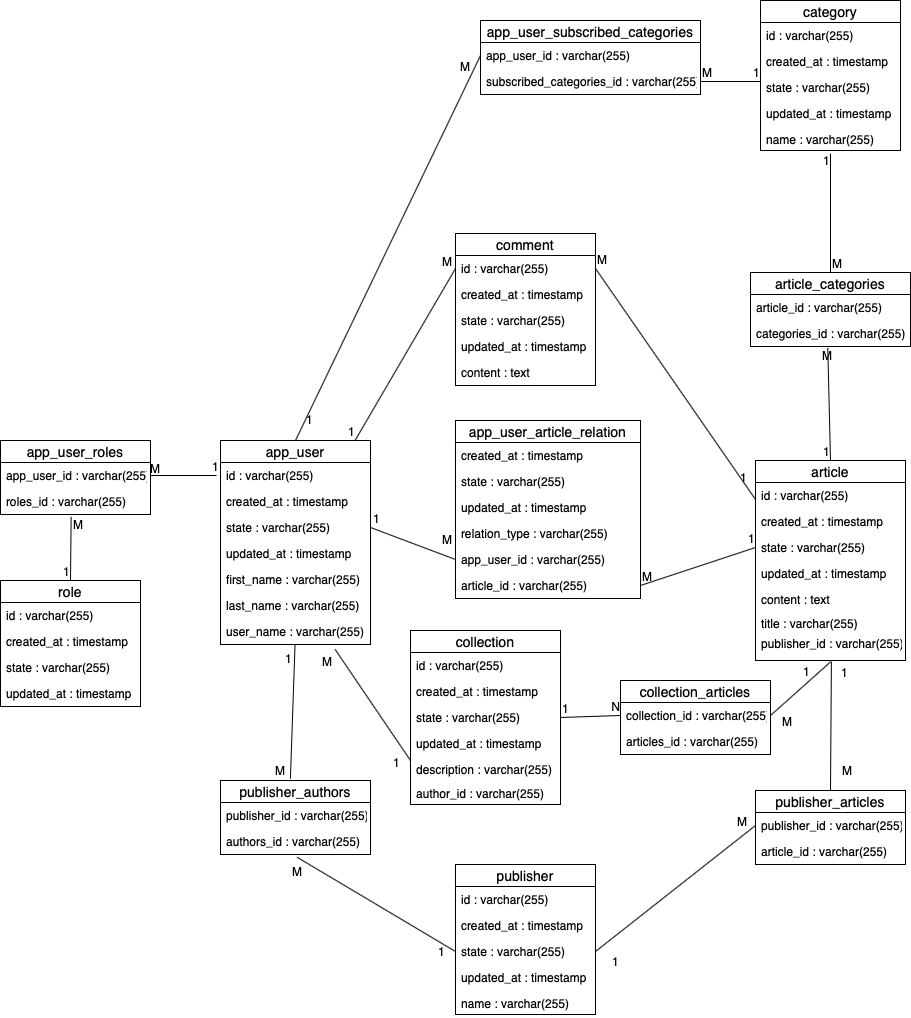 category
id : varchar(255)
created_at : timestamp
state : varchar(255)
updated_at : timestamp
name : varchar(255)
app_user_subscribed_categories
app_user_id : varchar(255)
subscribed_categories_id : varchar(255
M
M
1
1
M
comment
id : varchar(255)
created_at : timestamp
state : varchar(255)
updated_at : timestamp
content : text
M
M
article_categories
article_id : varchar(255)
categories_id : varchar(255)
M
1
1
1
app_user_article_relation
created_at : timestamp
state : varchar(255)
updated_at : timestamp
relation_type : varchar(255)
app_user_id : varchar(255)
article_id : varchar(255)
app_user_roles
app_user_id : varchar(255
roles_id : varchar(255)
M
1
app_user
id : varchar(255)
created_at : timestamp
state : varchar(255)
updated_at : timestamp
first_name : varchar(255)
last_name : varchar(255)
user_name : varchar(255)
1
M
M
1
1
article
id : varchar(255)
created_at : timestamp
state : varchar(255)
updated_at : timestamp
content : text
title : varchar(255)
publisher_id : varchar(255)
M
1
role
id : varchar(255)
created_at : timestamp
state : varchar(255)
updated_at : timestamp
collection
id : varchar(255)
created_at : timestamp
state : varchar(255)
updated_at : timestamp
description : varchar(255)
author_id : varchar(255)
1
M
1
1
N
collection_articles
collection_id : varchar(255
articles_id : varchar(255)
M
1
1
M
M
publisher_authors
publisher_id : varchar(255)
authors_id : varchar(255)
M
publisher_articles
publisher_id : varchar(255)
article_id : varchar(255)
M
1
1
publisher
id : varchar(255)
created_at : timestamp
state : varchar(255)
updated_at : timestamp
name : varchar(255)